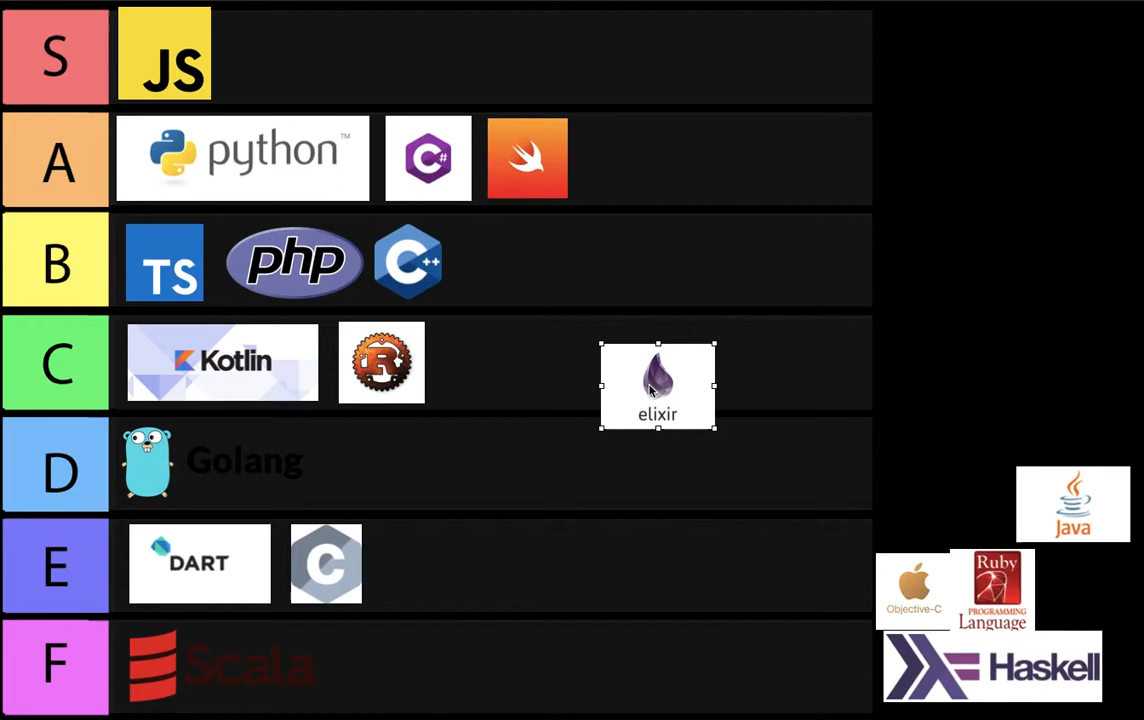 S
JS
A
python™
C#
B
TS
php
C++
C
Kotlin
R
elixir
D
Golang
Java
E
DART
C
Objective-C
Ruby
PROGRAMMING
Language
F
Scala
Haskell